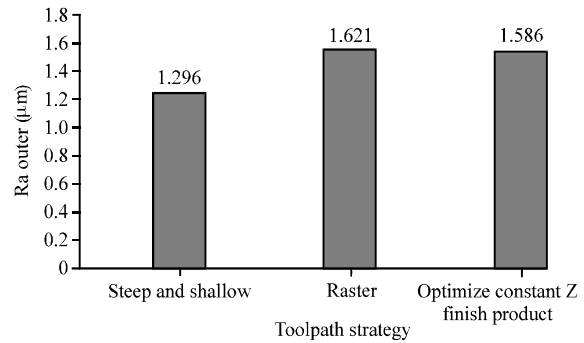 1.8
1.6
1.4
1.2
1.0
0.8
0.6
0.4
0.2
0
Ra outer (μm)
1.296
1.621
1.586
Steep and shallow
Raster
Optimize constant Z
finish product
Toolpath strategy